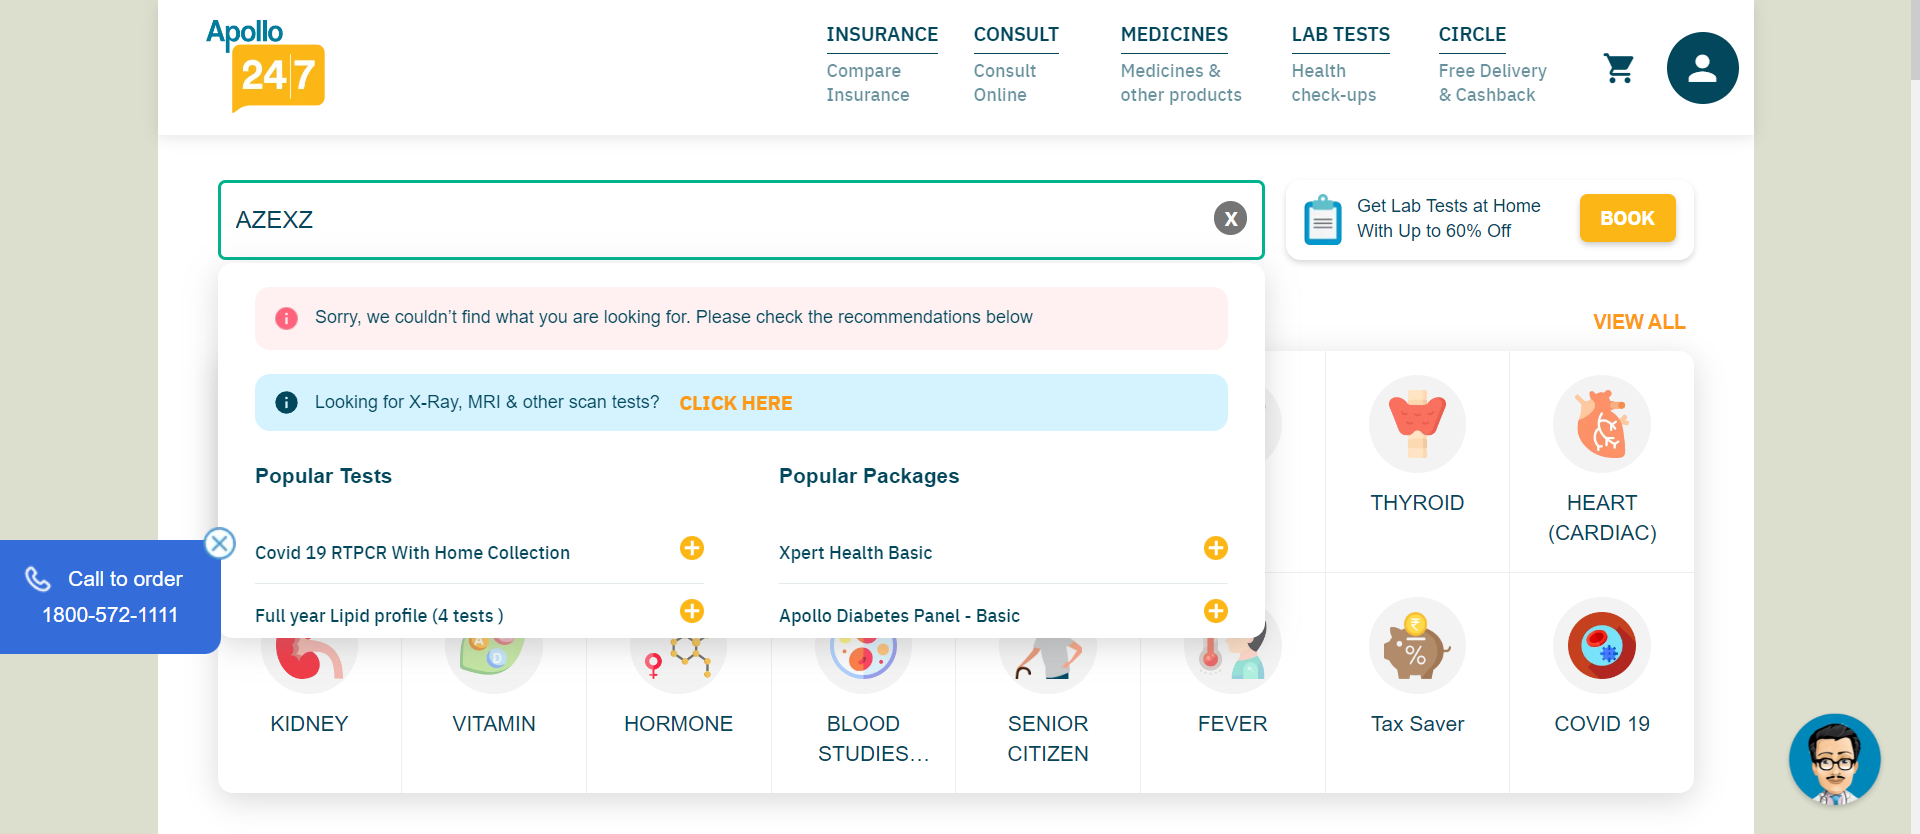 Apollo
24|7
INSURANCE
Compare
Insurance
CONSULT
Consult
Online
MEDICINES
Medicines &
other products
LAB TESTS
Health
check-ups
CIRCLE
Free Delivery
& Cashback
AZEXZ
X
Get Lab Tests at Home
With Up to 60% Off
BOOK
Sorry, we couldn’t find what you are looking for. Please check the recommendations below
VIEW ALL
Looking for X-Ray, MRI & other scan tests? CLICK HERE
Popular Tests
Covid 19 RTPCR With Home Collection
Full year Lipid profile (4 tests )
Popular Packages
Xpert Health Basic
Apollo Diabetes Panel - Basic
THYROID
HEART
(CARDIAC)
Call to order
1800-572-1111
A
D
₹
%
KIDNEY
VITAMIN
HORMONE
BLOOD
STUDIES...
SENIOR
CITIZEN
FEVER
Tax Saver
COVID 19